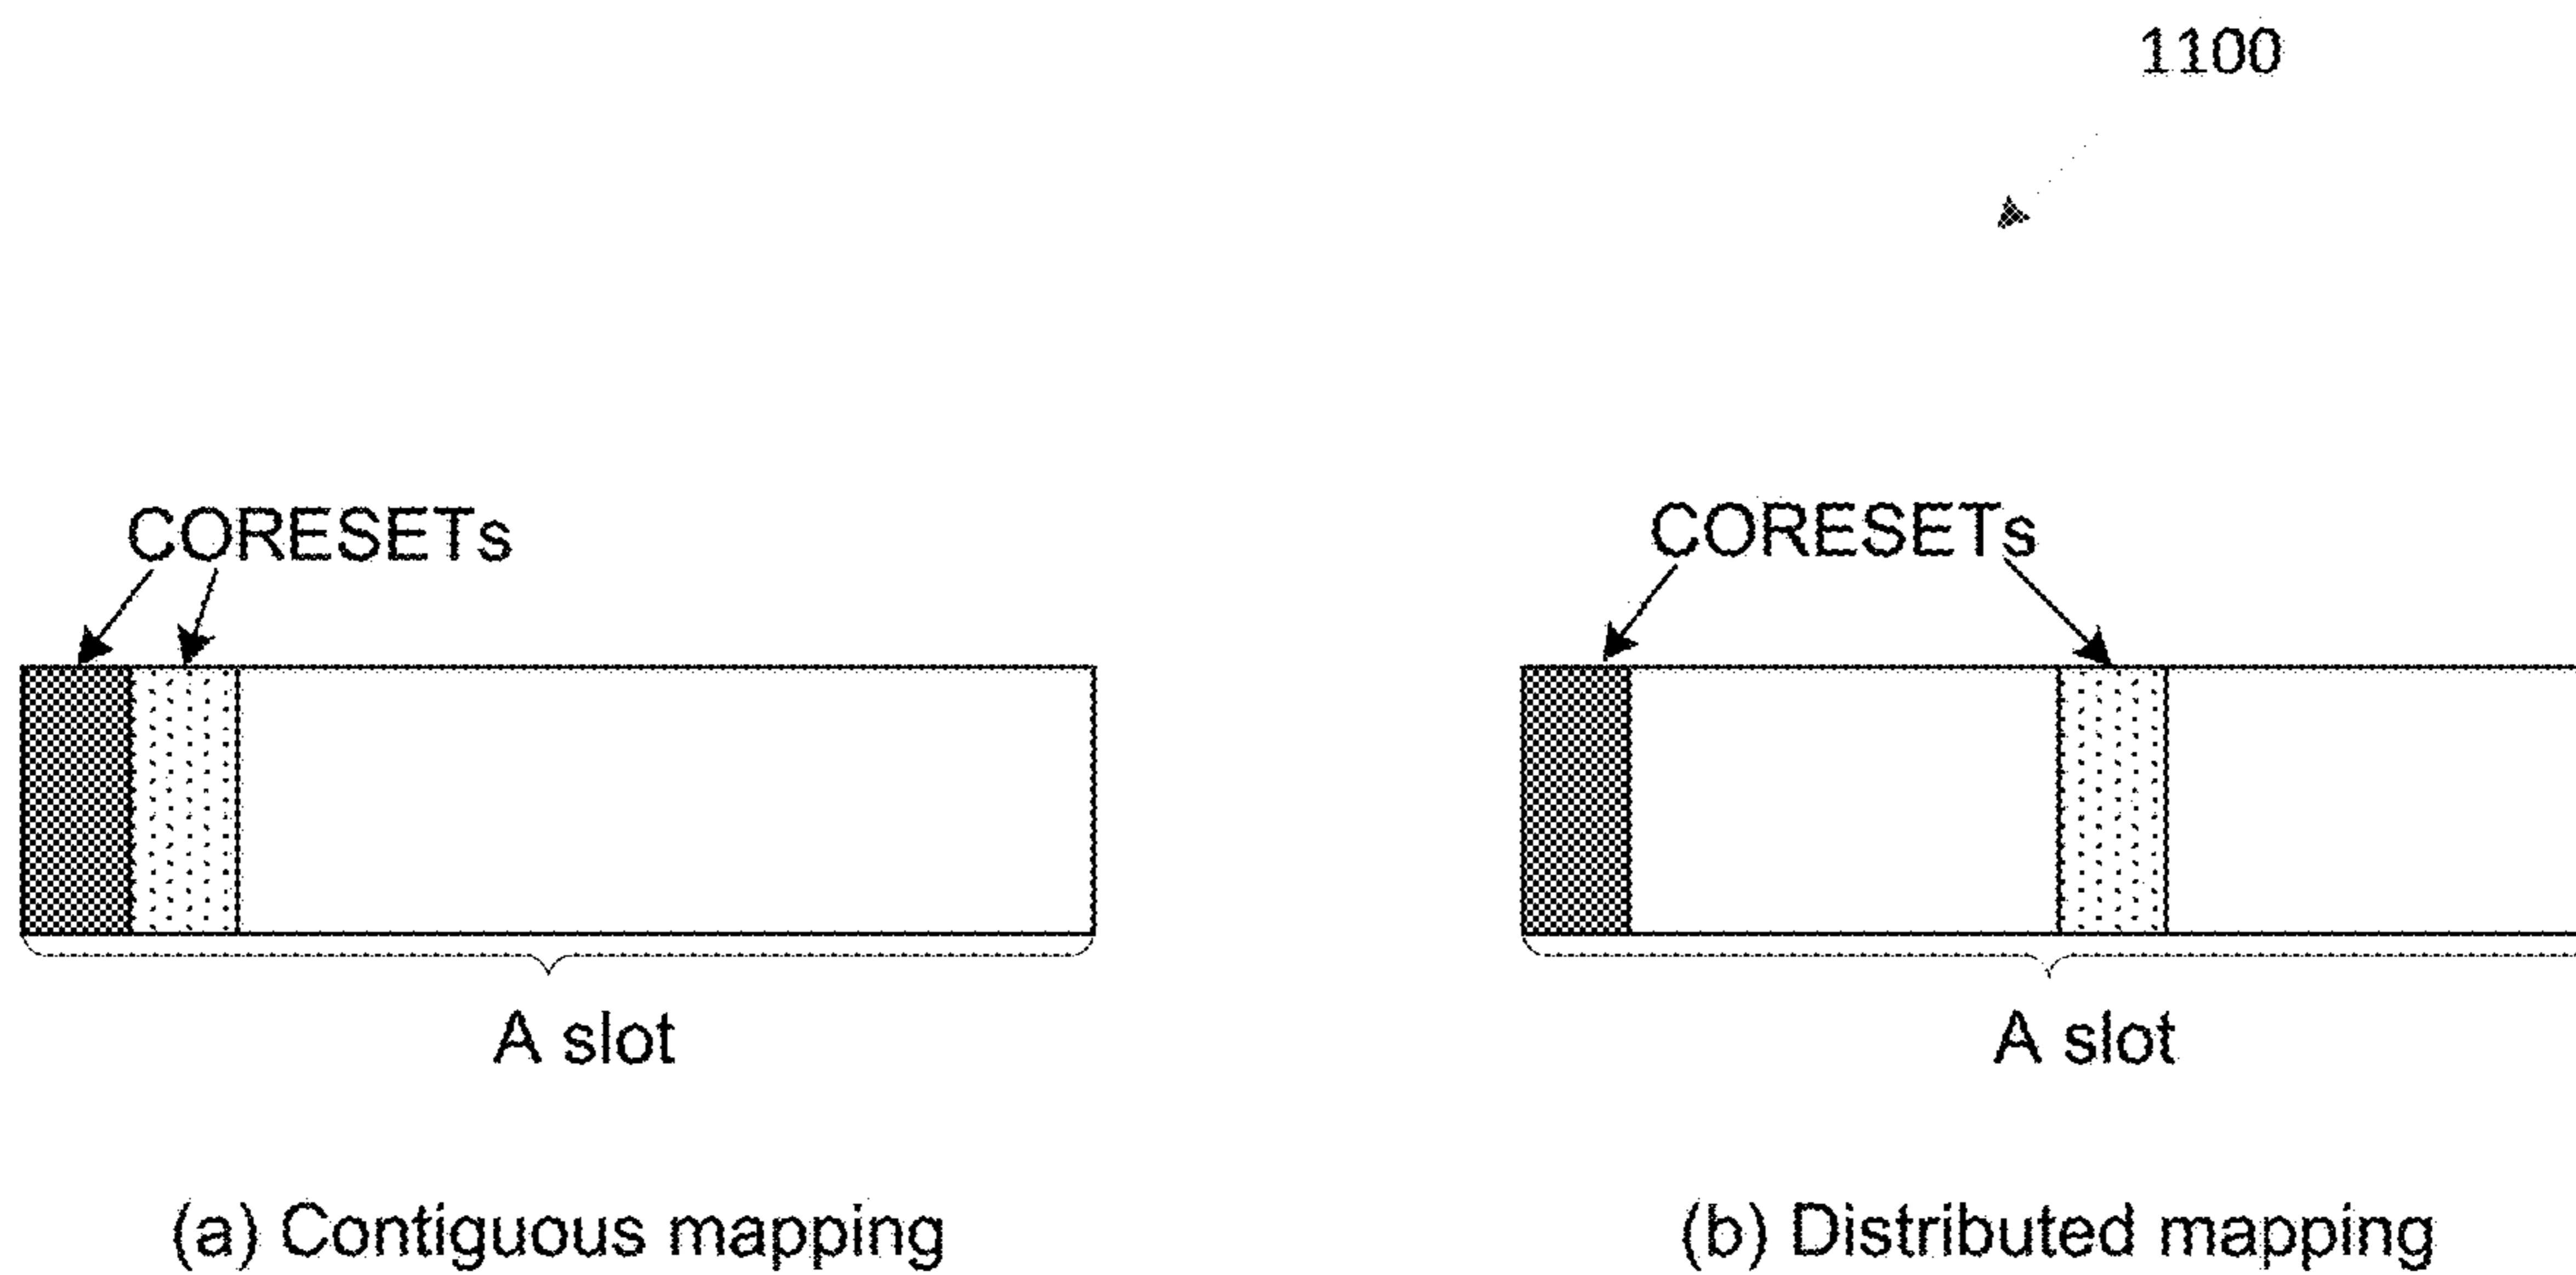 1100
CORESETs
CORESETs
A slot
A slot
(a) Contiguous mapping
(b) Distributed mapping